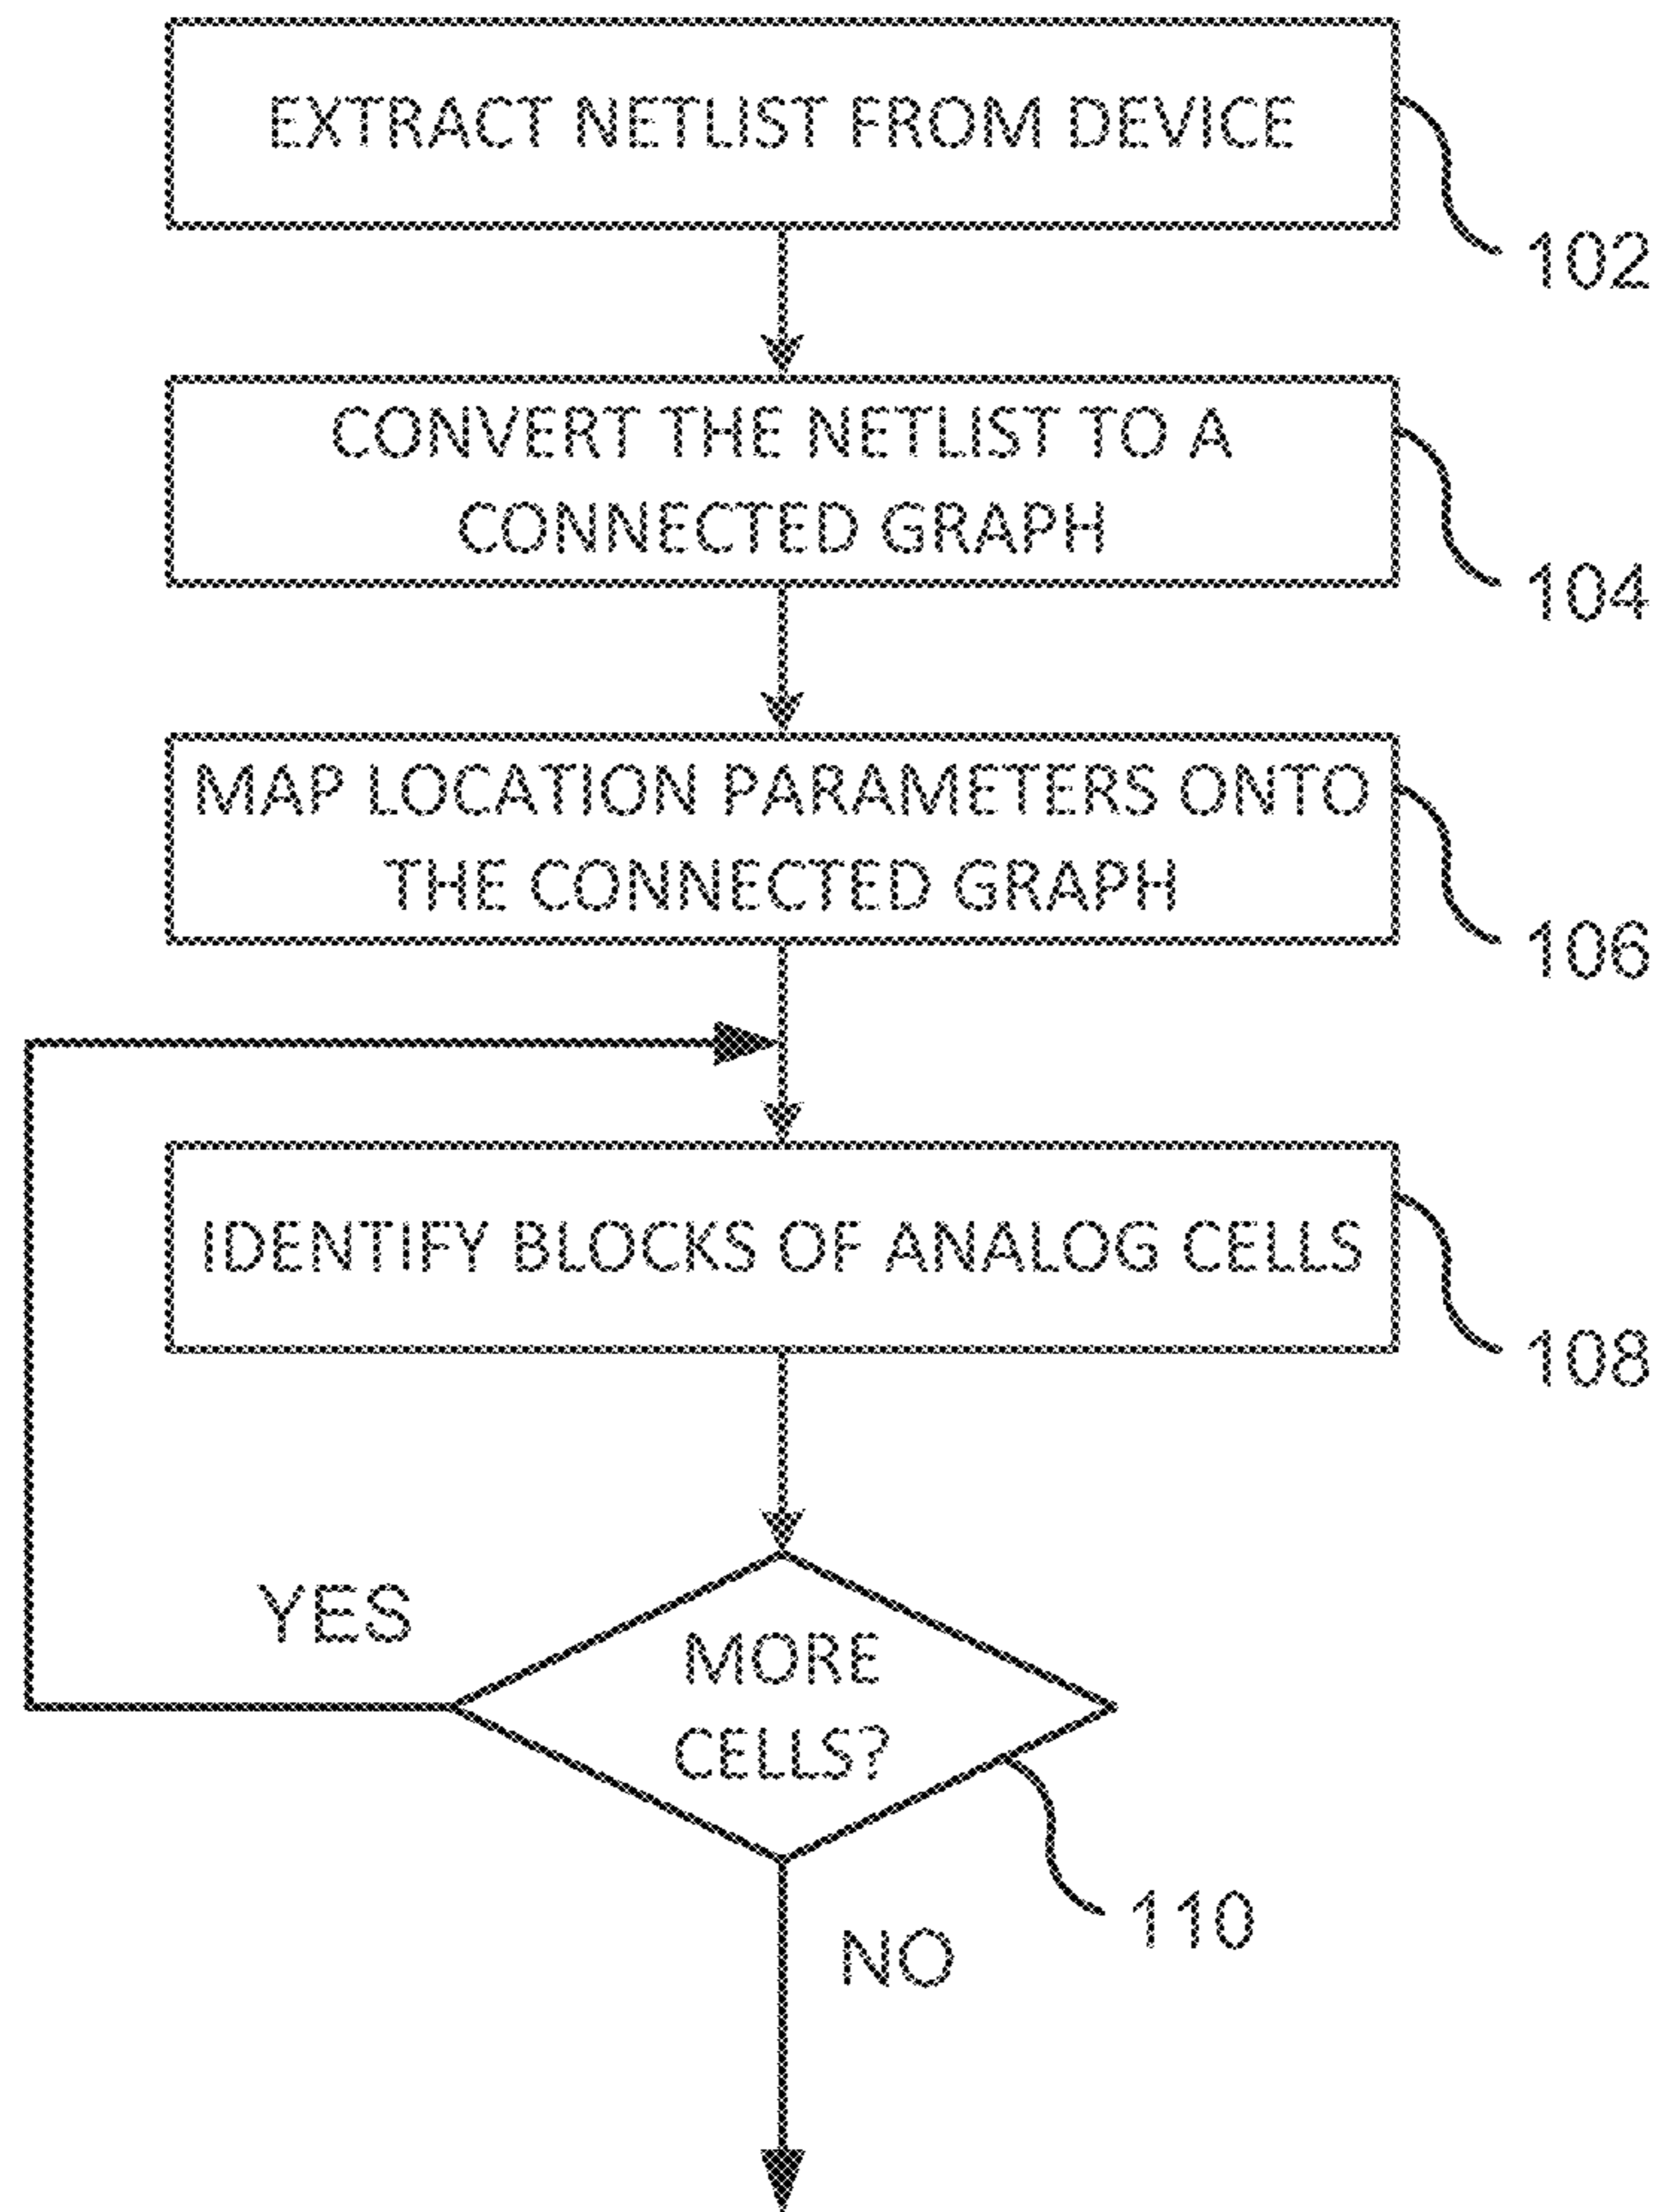 EXTRACT NETLIST FROM DEVICE
102
CONVERT THE NETLIST TO A
CONNECTED GRAPH
104
MAP LOCATION PARAMETERS ONTO
THE CONNECTED GRAPH
106
IDENTIFY BLOCKS OF ANALOG CELLS
108
YES
MORE
CELLS?
110
NO